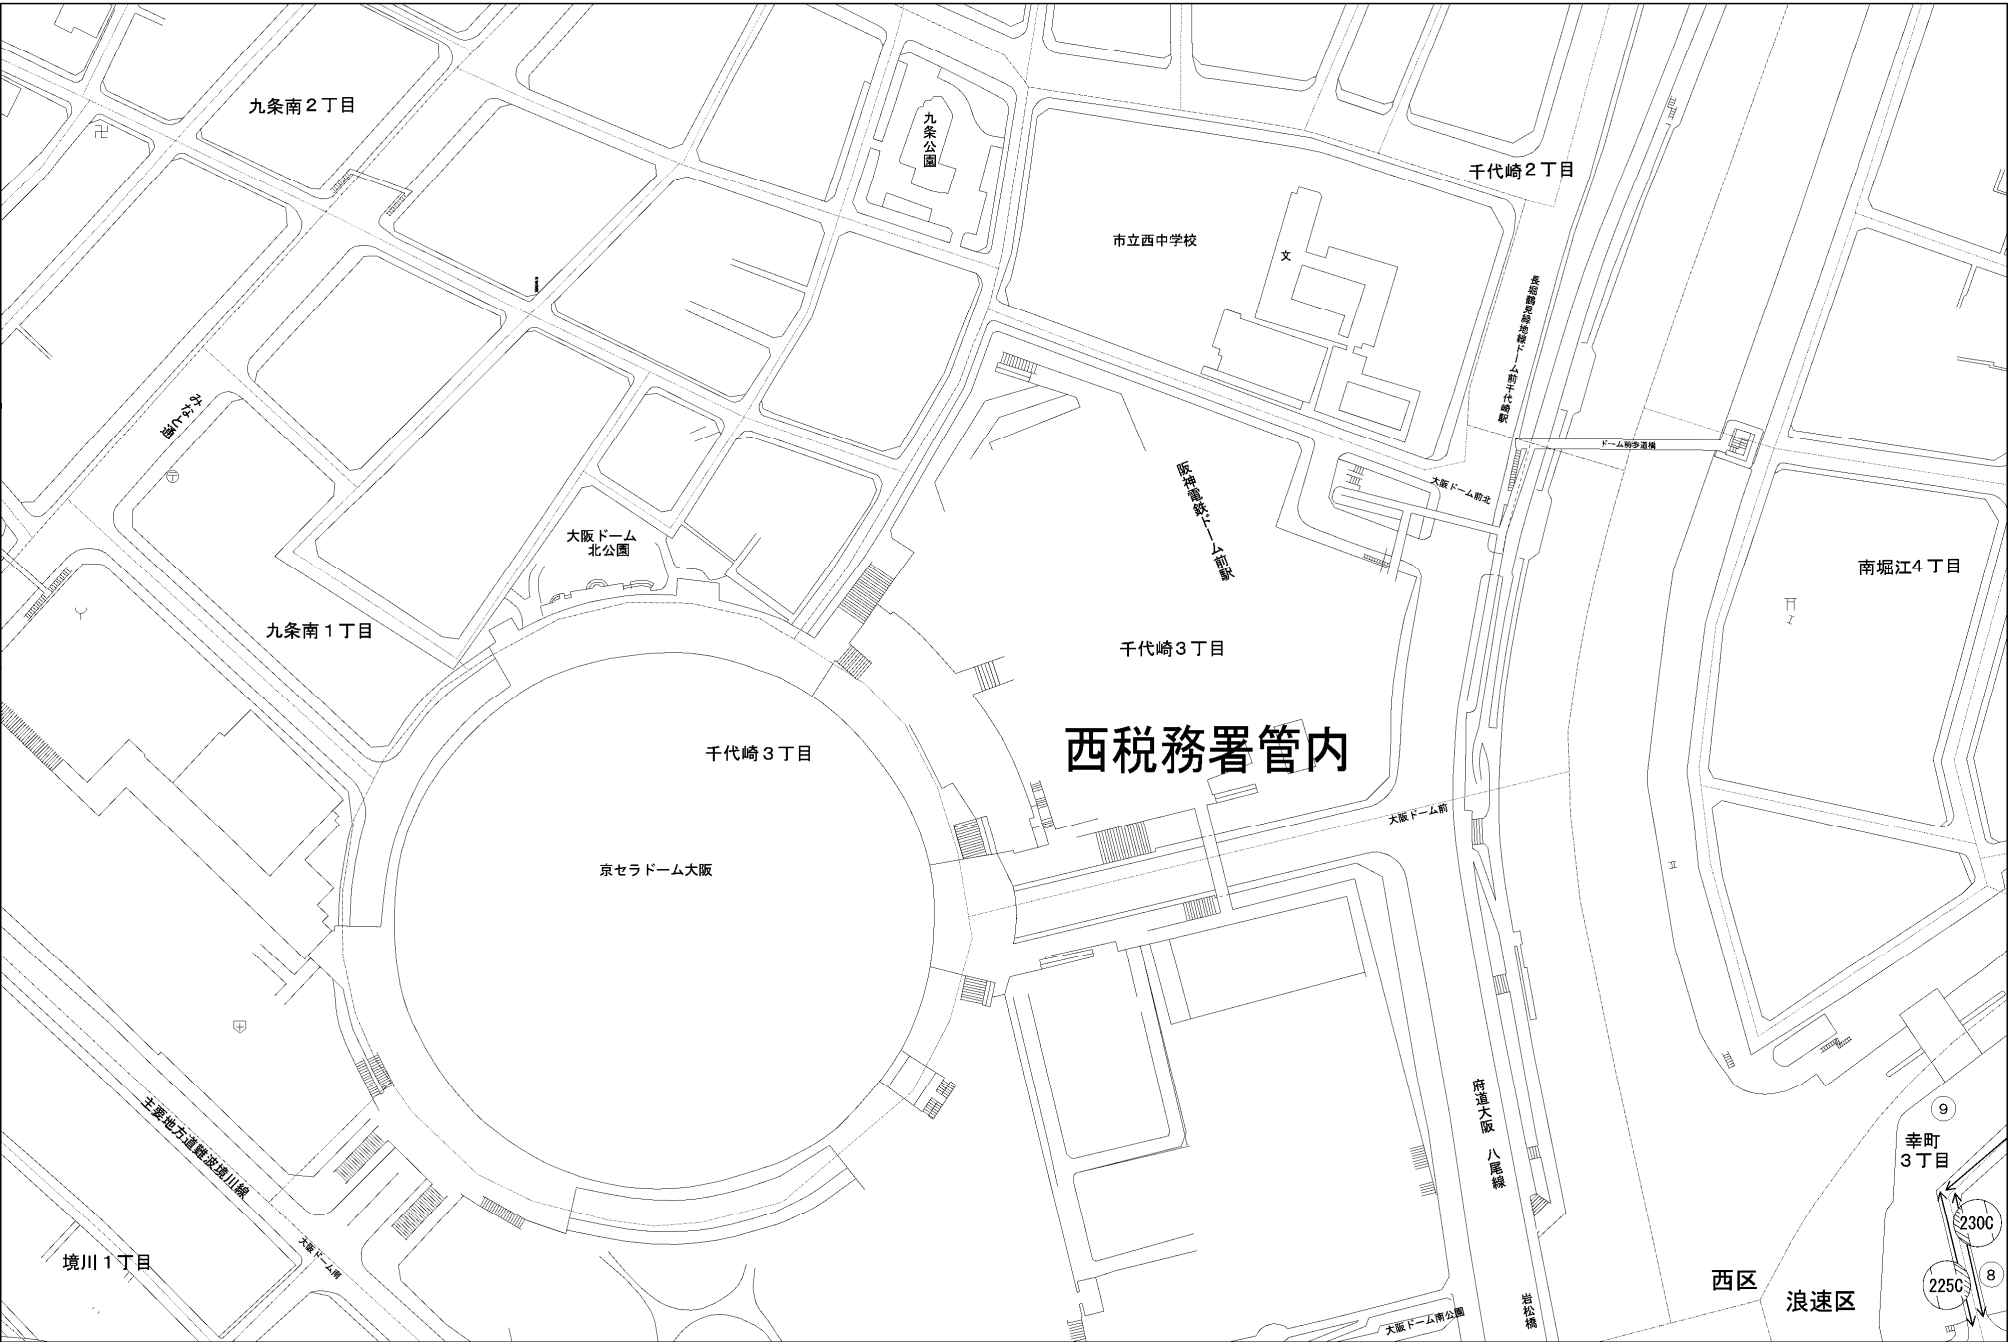 九条南2丁目
九条公園
千代崎2丁目
市立西中学校
文
長堀鶴見緑地線ドーム前千代崎駅
みなと通
ドーム前歩道橋
大阪ドーム前北
阪神電鉄ドーム前駅
大阪ドーム
北公園
南堀江4丁目
九条南1丁目
千代崎3丁目
千代崎3丁目
西税務署管内
大阪ドーム前
京セラドーム大阪
主要地方道難波境川線
府道大阪 八尾線
9
幸町
3丁目
230C
境川1丁目
大阪ドーム南
西区
浪速区
225C
8
岩松橋
大阪ドーム南公園